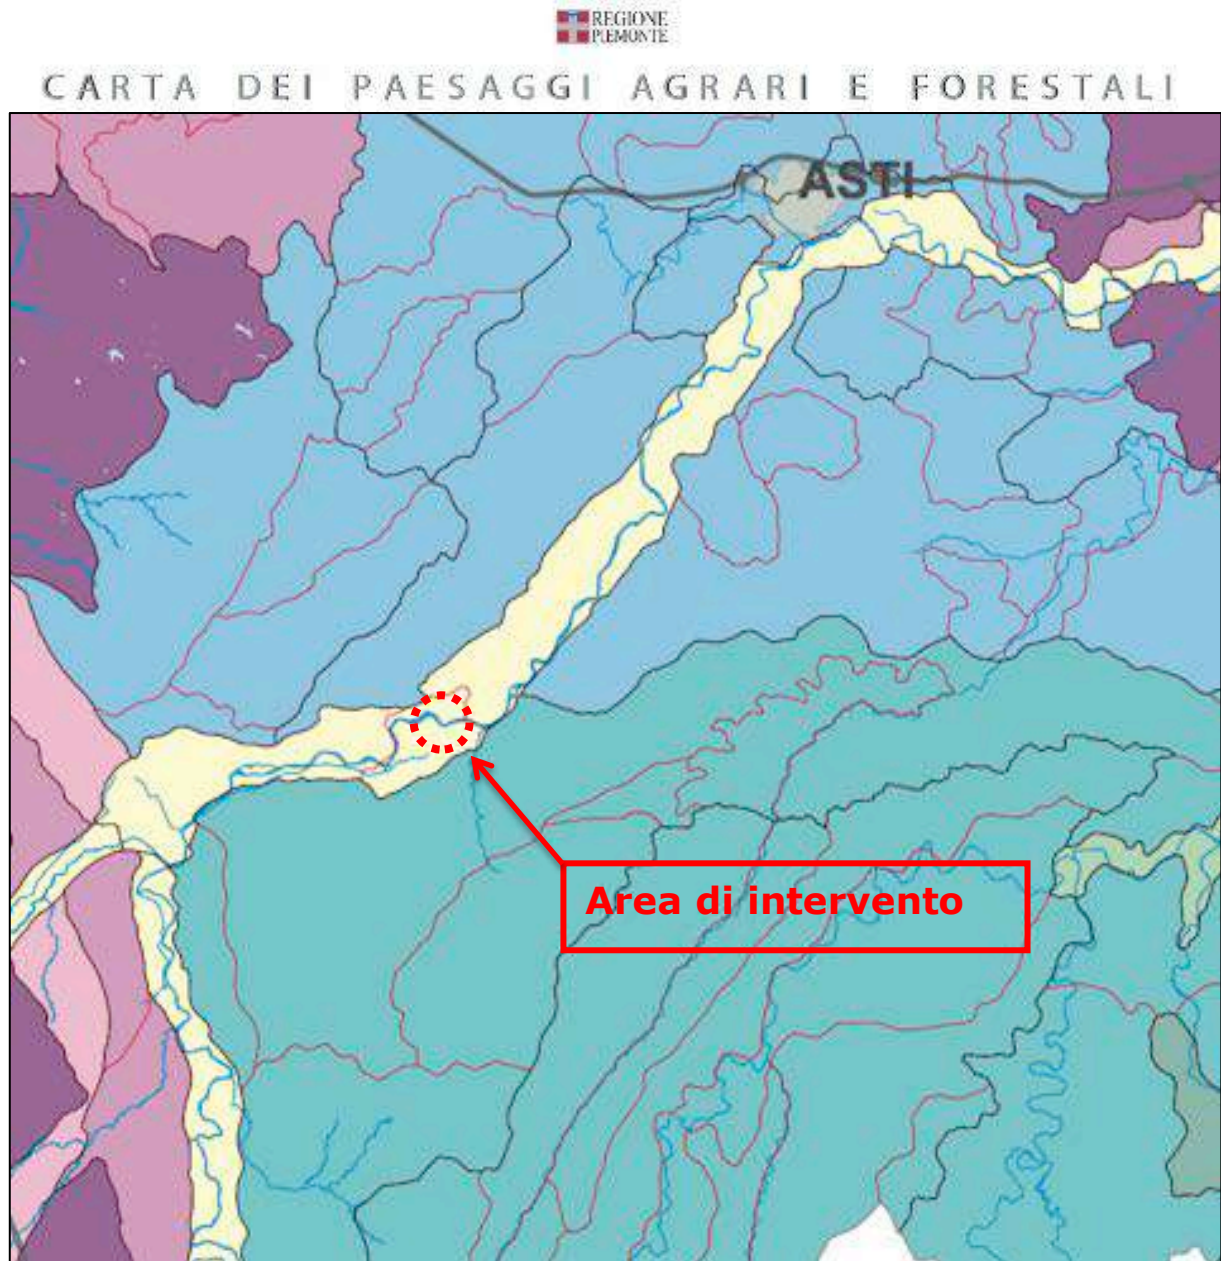 REGIONE
PIEMONTE
CARTA DEI PAESAGGI AGRARI E FORESTALI
ASTI
Area di intervento